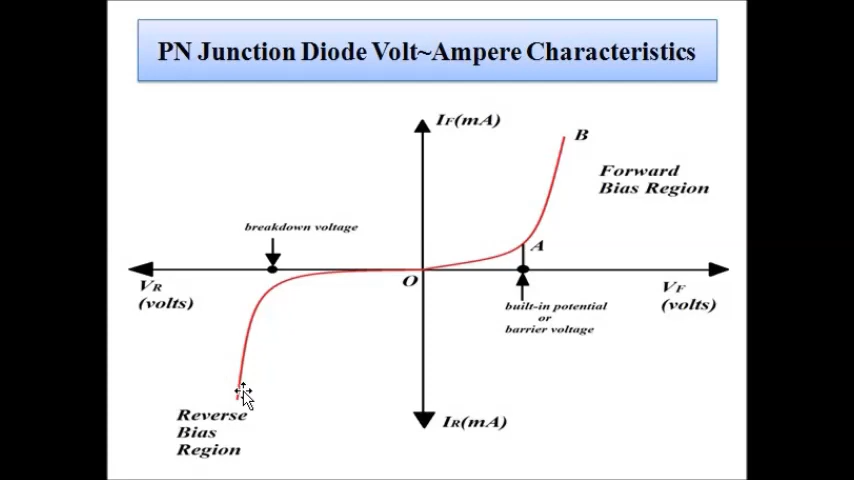 PN Junction Diode Volt~Ampere Characteristics
IF(mA)
B
Forward
Bias Region
breakdown voltage
A
O
VR
(volts)
VF
(volts)
built-in potential
or
barrier voltage
Reverse
Bias
Region
IR(mA)